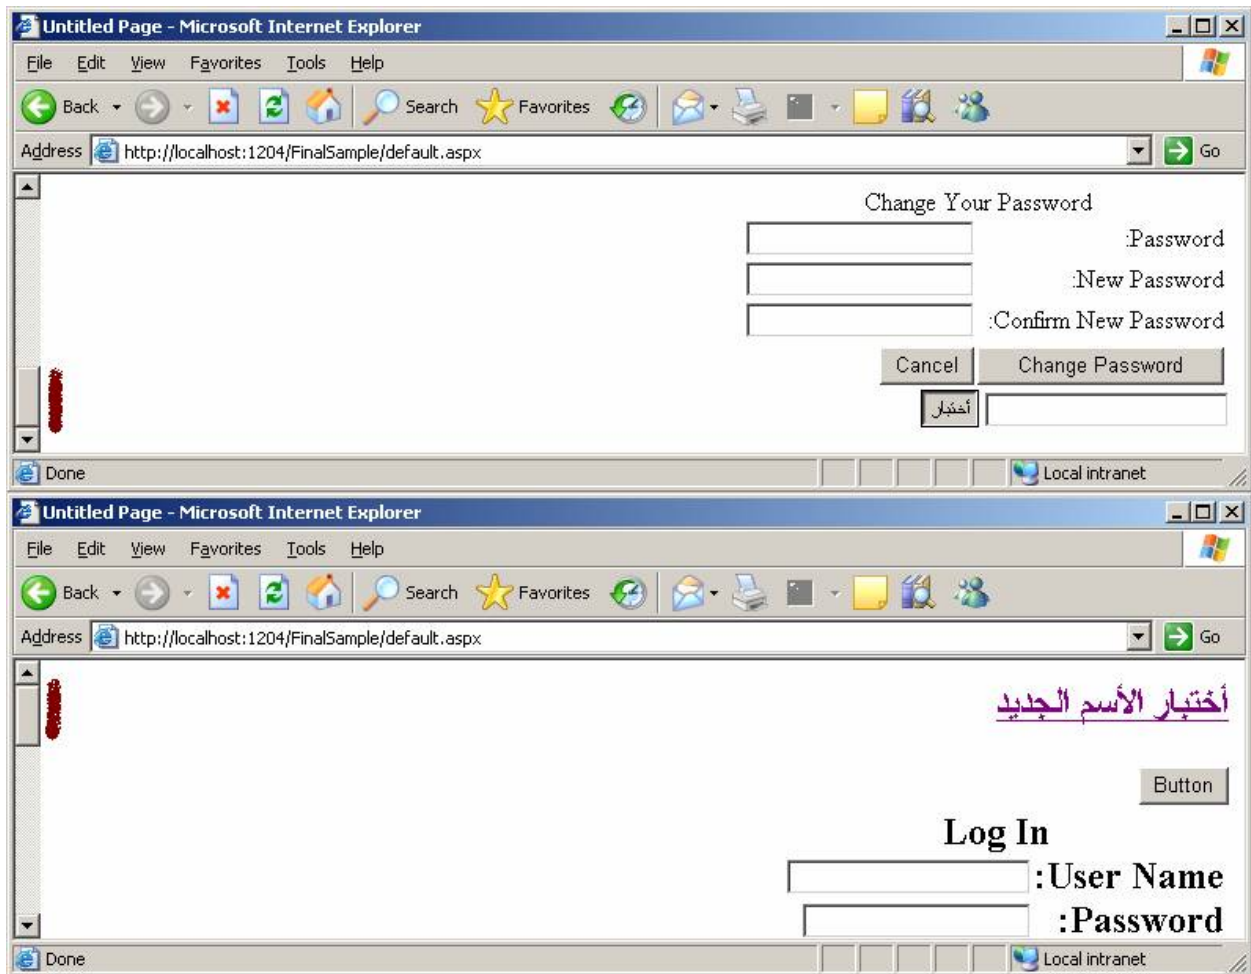 Untitled Page - Microsoft Internet Explorer
File Edit View Favorites Tools Help
Back Search Favorites
Address http://localhost:1204/FinalSample/default.aspx Go
Change Your Password
:Password
:New Password
:Confirm New Password
Cancel Change Password
أختبار
Done Local intranet
Untitled Page - Microsoft Internet Explorer
File Edit View Favorites Tools Help
Back Search Favorites
Address http://localhost:1204/FinalSample/default.aspx Go
أختبار الأسم الجديد
Button
Log In
:User Name
:Password
Done Local intranet